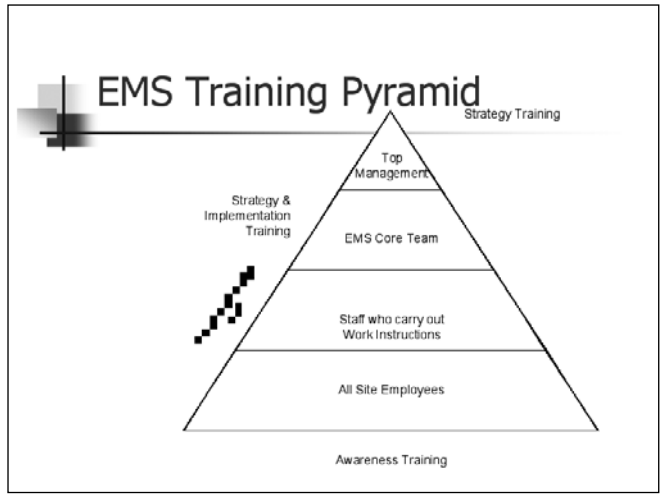 EMS Training Pyramid
Strategy Training
Top
Management
Strategy &
Implementation
Training
EMS Core Team
Staff who carry out
Work Instructions
All Site Employees
Awareness Training